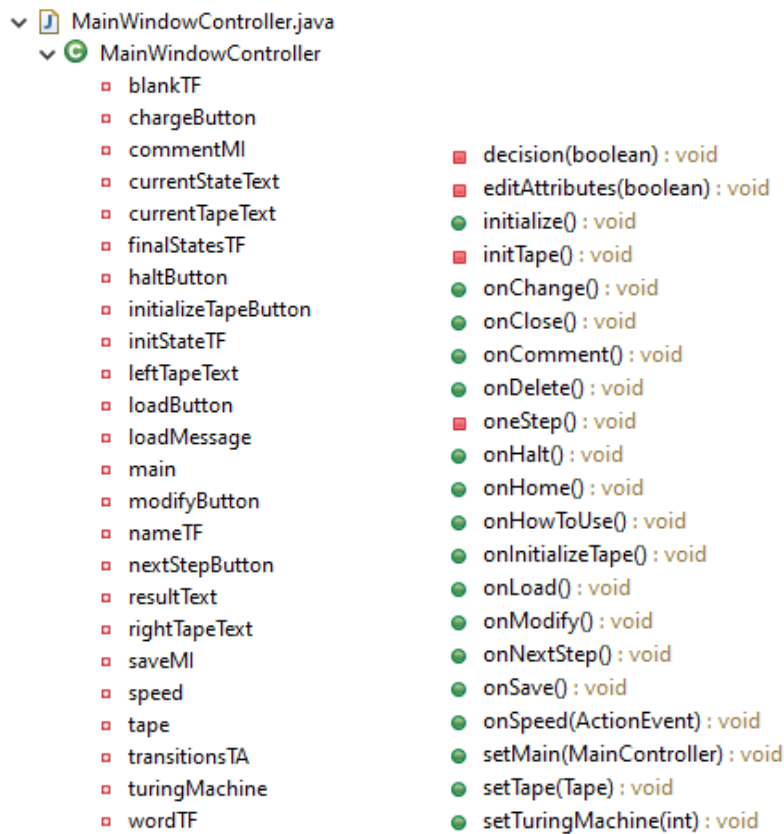 MainWindowController.java
MainWindowController
blankTF
chargeButton
commentMI
currentStateText
currentTapeText
finalStatesTF
haltButton
initializeTapeButton
initStateTF
leftTapeText
loadButton
loadMessage
main
modifyButton
nameTF
nextStepButton
resultText
rightTapeText
saveMI
speed
tape
transitionsTA
turingMachine
wordTF
decision(boolean) : void
editAttributes(boolean) : void
initialize() : void
initTape() : void
onChange() : void
onClose() : void
onComment() : void
onDelete() : void
oneStep() : void
onHalt() : void
onHome() : void
onHowToUse() : void
onInitializeTape() : void
onLoad() : void
onModify() : void
onNextStep() : void
onSave() : void
onSpeed(ActionEvent) : void
setMain(MainController) : void
setTape(Tape) : void
setTuringMachine(int) : void